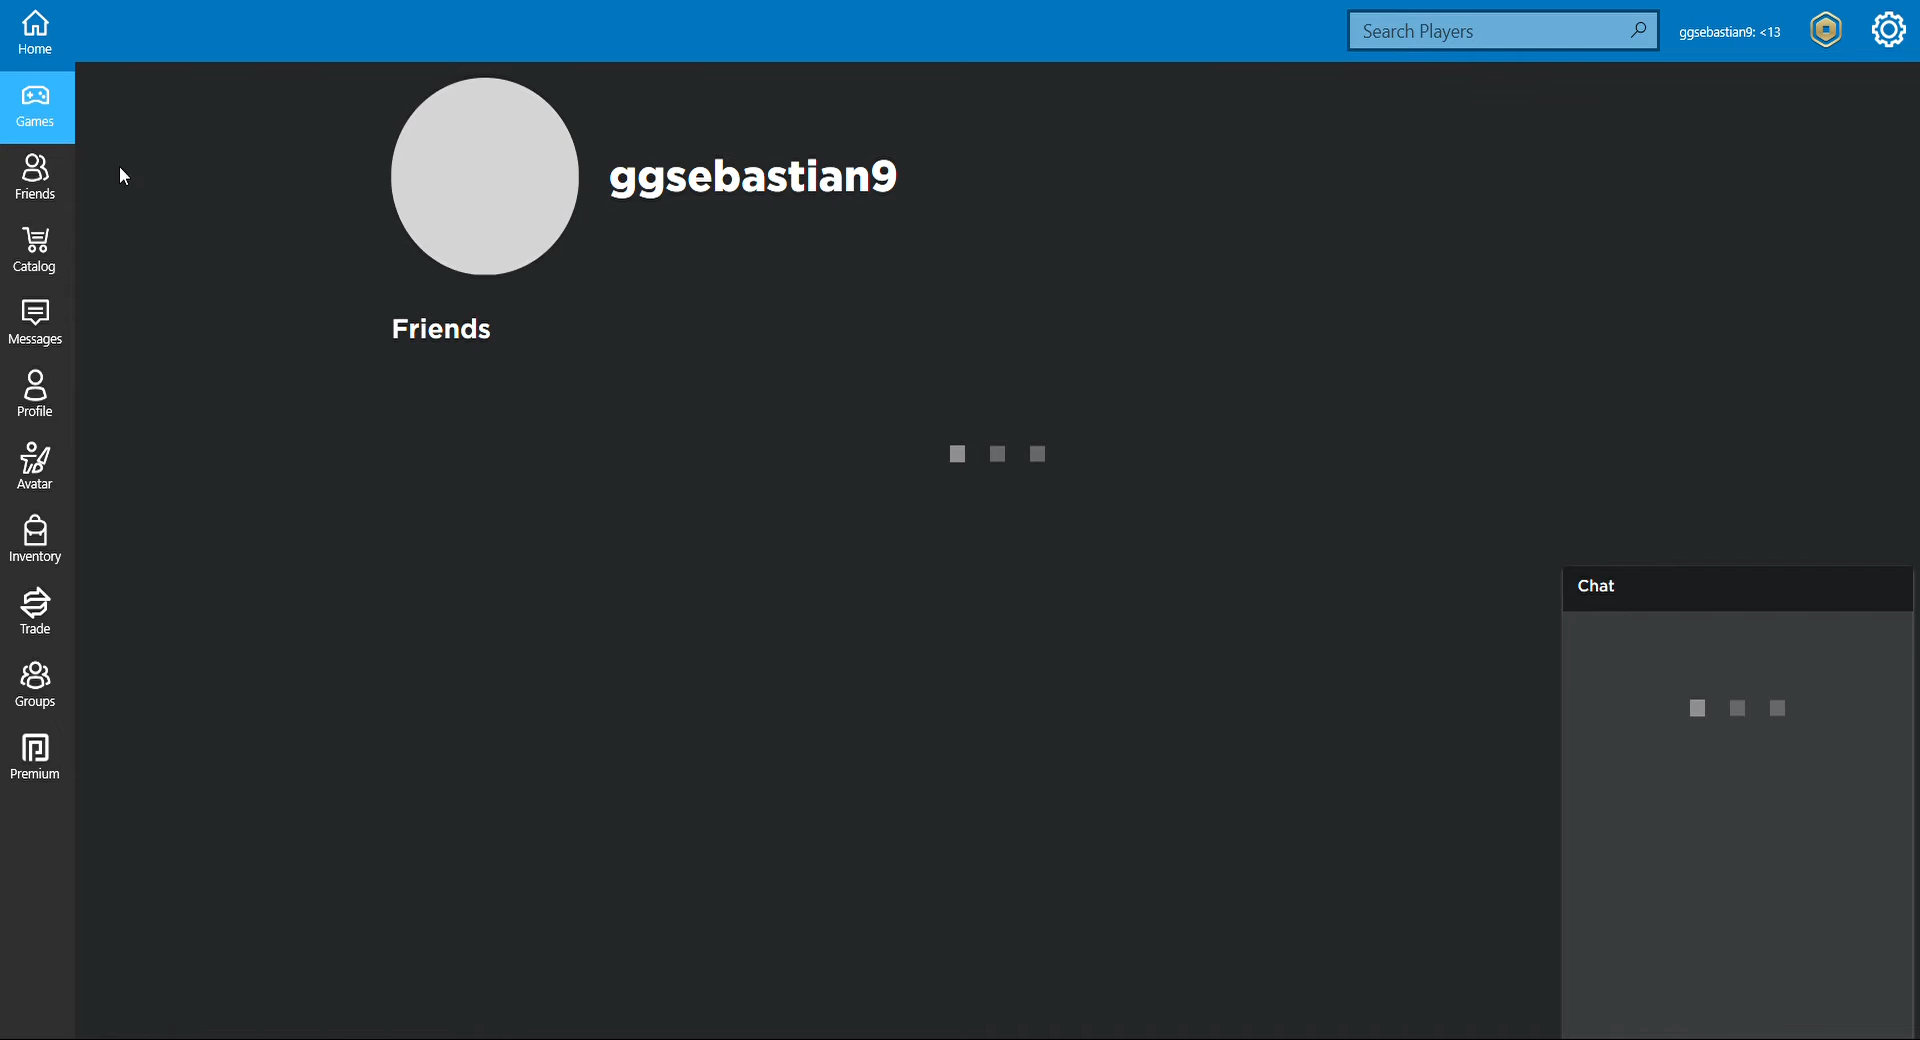 Home
Search Players
ggsebastian9: <13
Games
Friends
Catalog
Messages
Profile
Avatar
Inventory
Trade
Groups
Premium
ggsebastian9
Friends
Chat